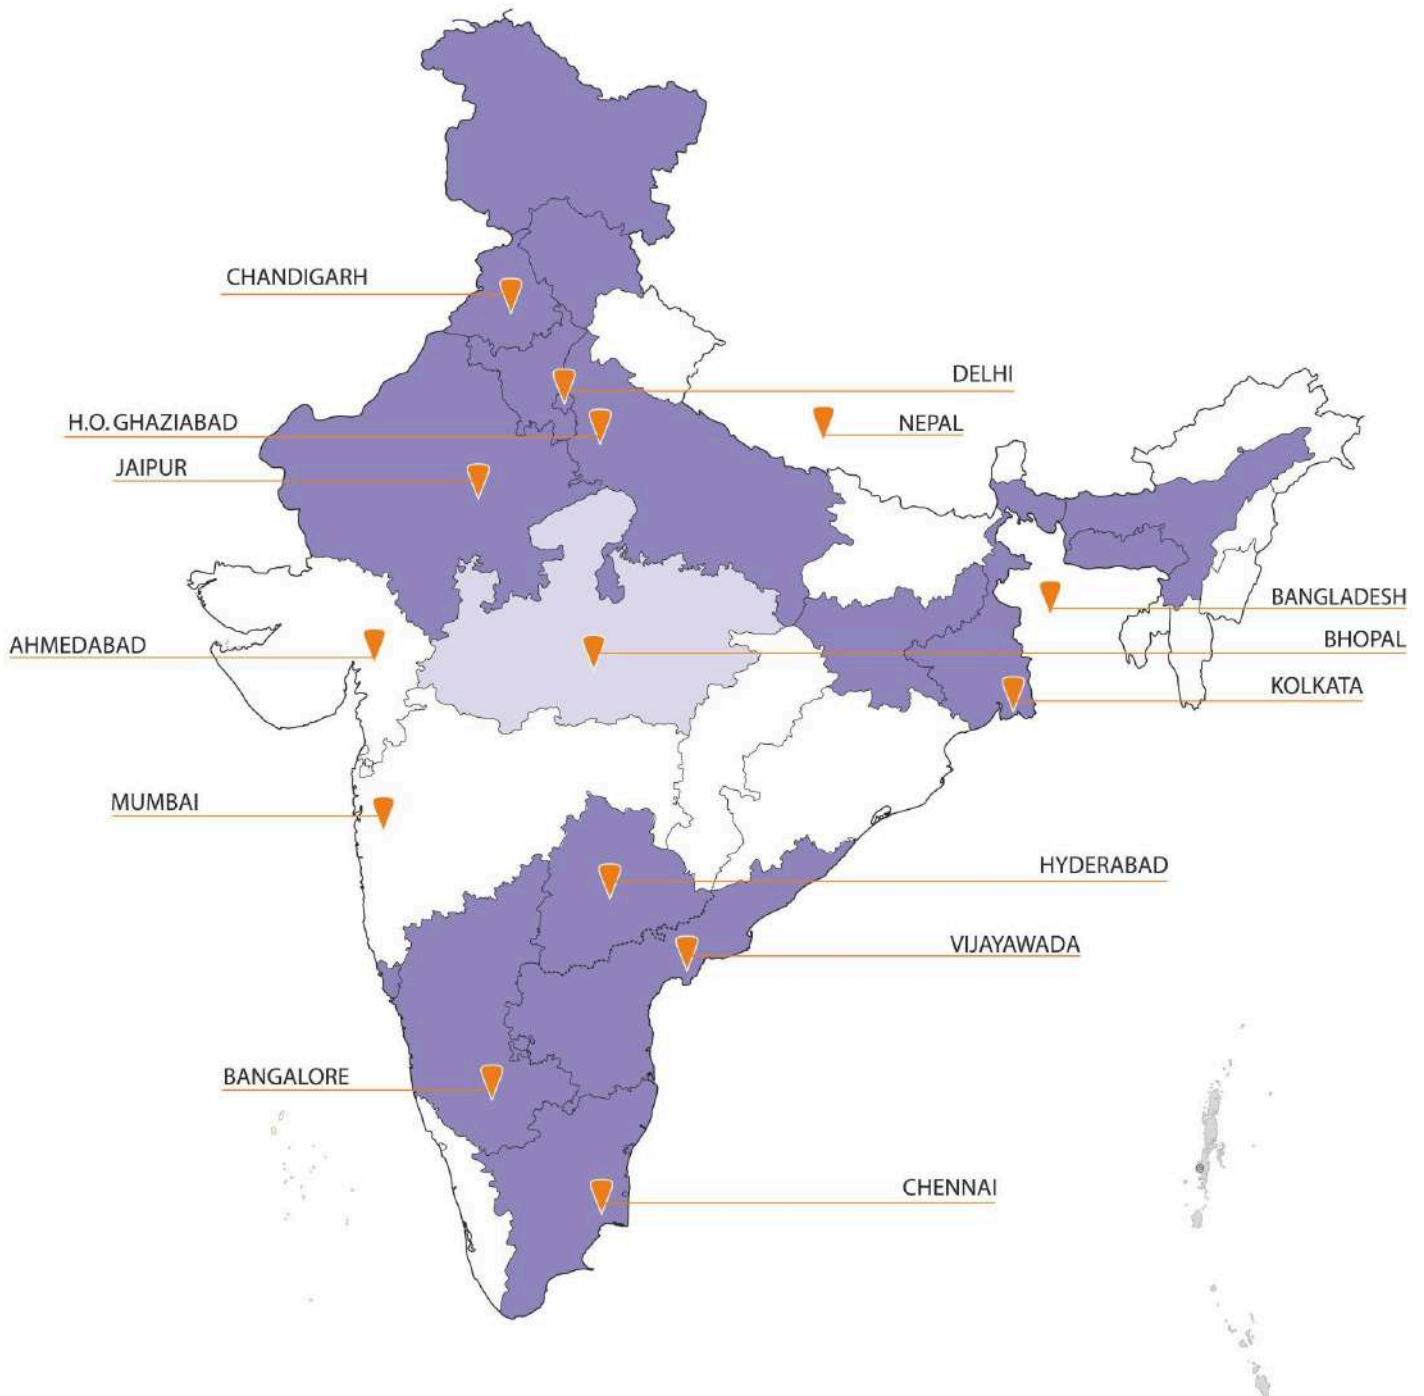 CHANDIGARH
DELHI
H.O. GHAZIABAD
NEPAL
JAIPUR
BANGLADESH
AHMEDABAD
BHOPAL
KOLKATA
MUMBAI
HYDERABAD
VIJAYAWADA
BANGALORE
CHENNAI